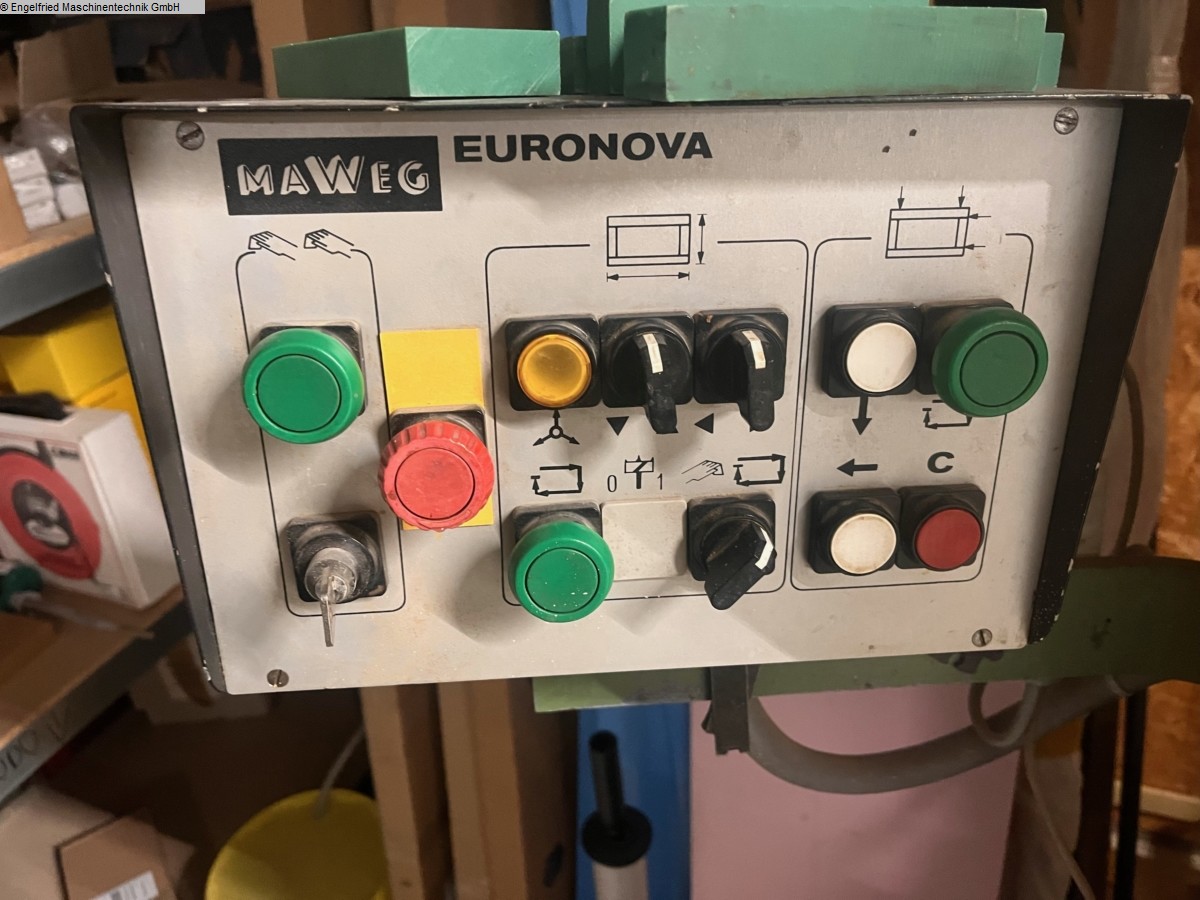 © Engelfried Maschinentechnik GmbH
MAWEG EURONOVA
C
0 1